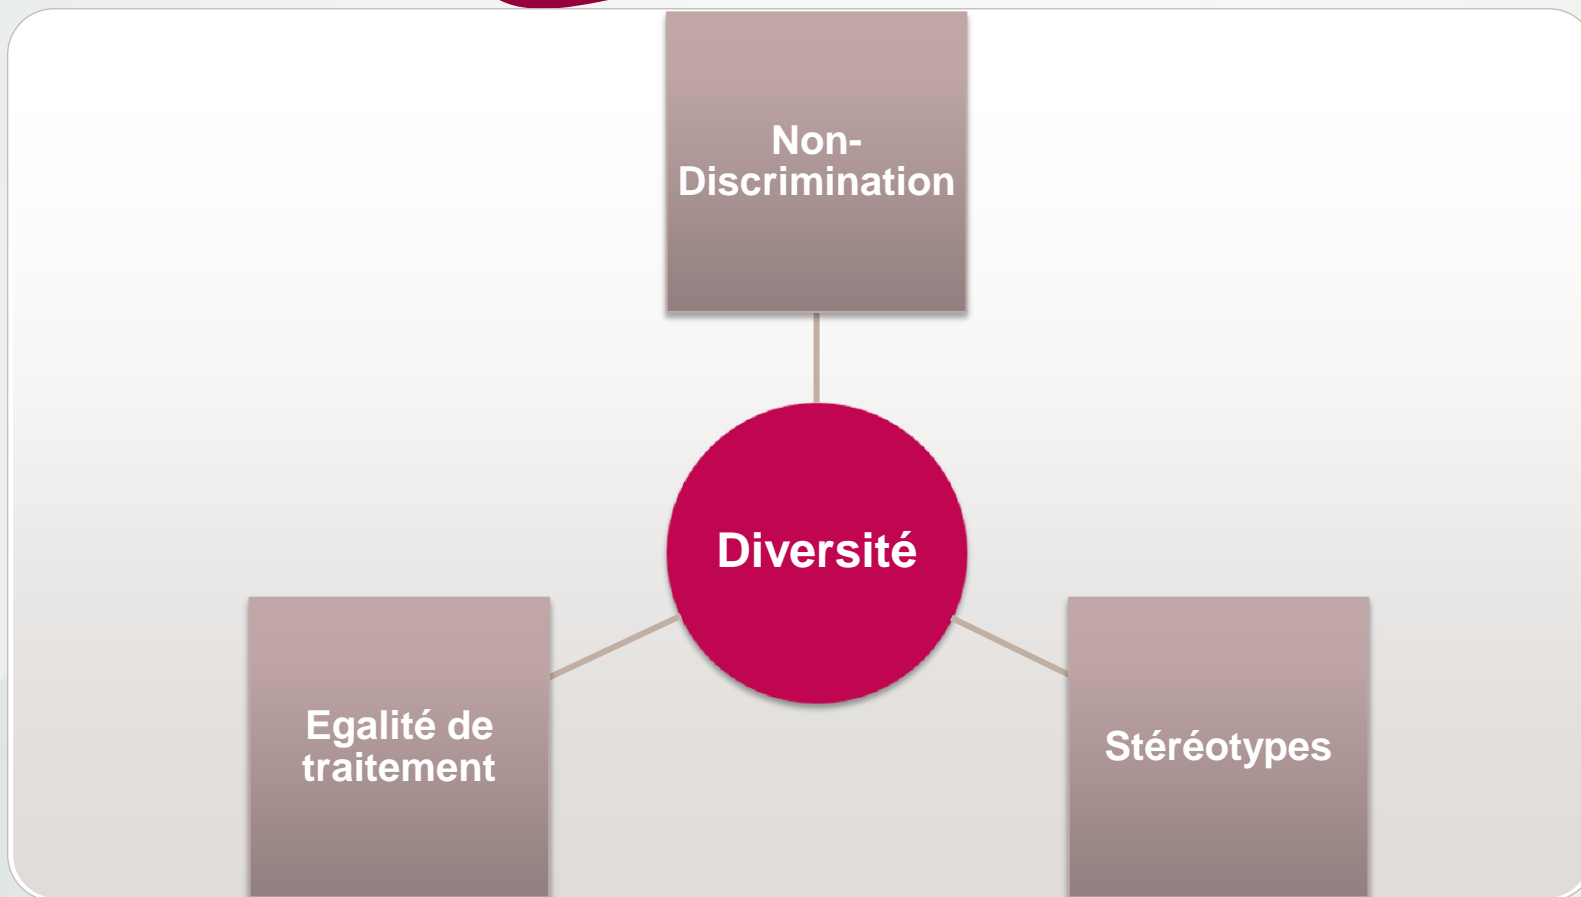 Non-
Discrimination
Diversité
Egalité de
traitement
Stéréotypes